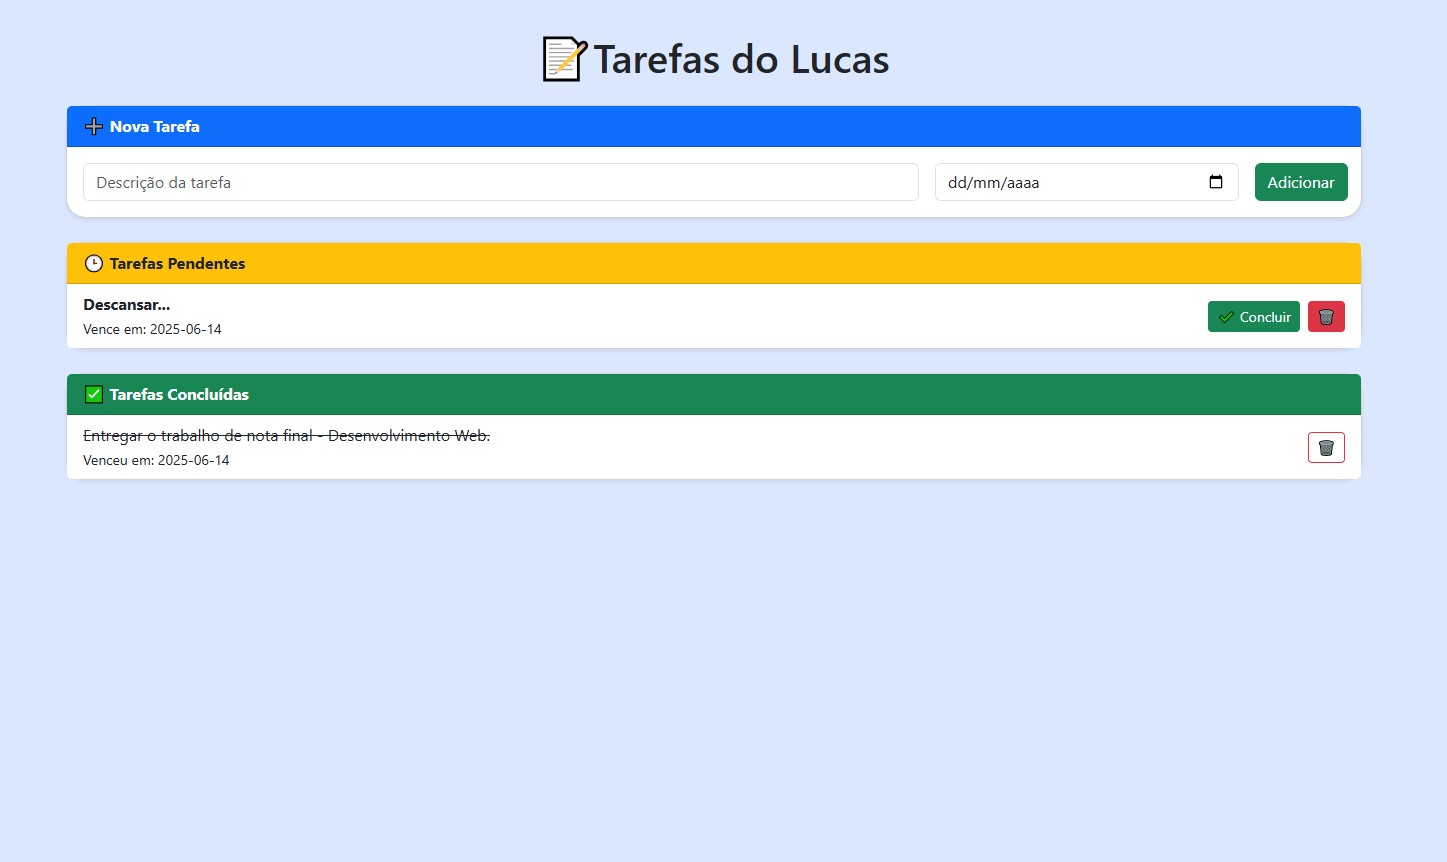 Tarefas do Lucas
Nova Tarefa
Descrição da tarefa
dd/mm/aaaa
Adicionar
Tarefas Pendentes
Descansar...
Vence em: 2025-06-14
Concluir
Tarefas Concluídas
Entregar o trabalho de nota final - Desenvolvimento Web.
Venceu em: 2025-06-14